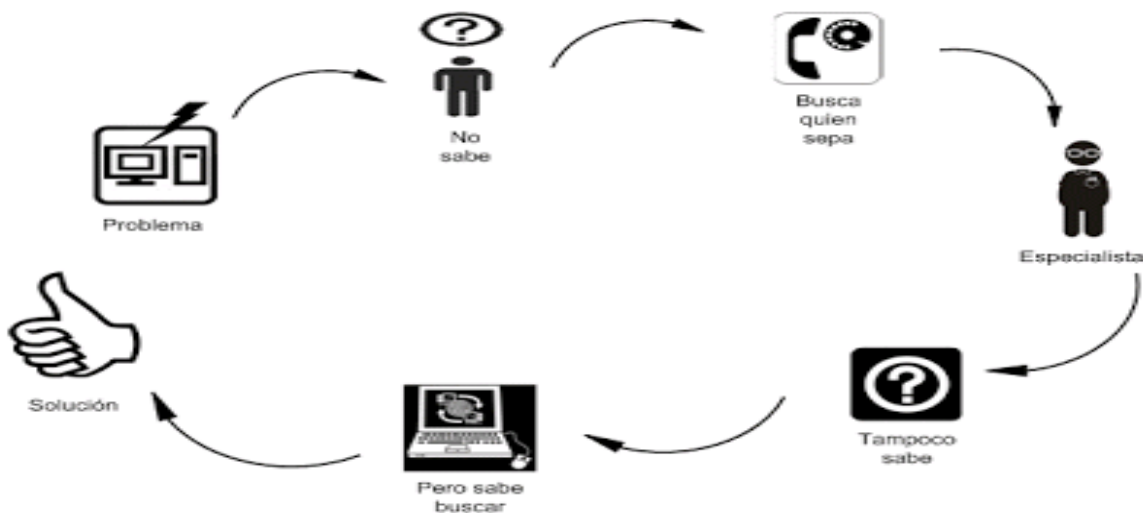 Problema
No
sabe
Busca
quien
sepa
Especialista
Tampoco
sabe
Pero sabe
buscar
Solución